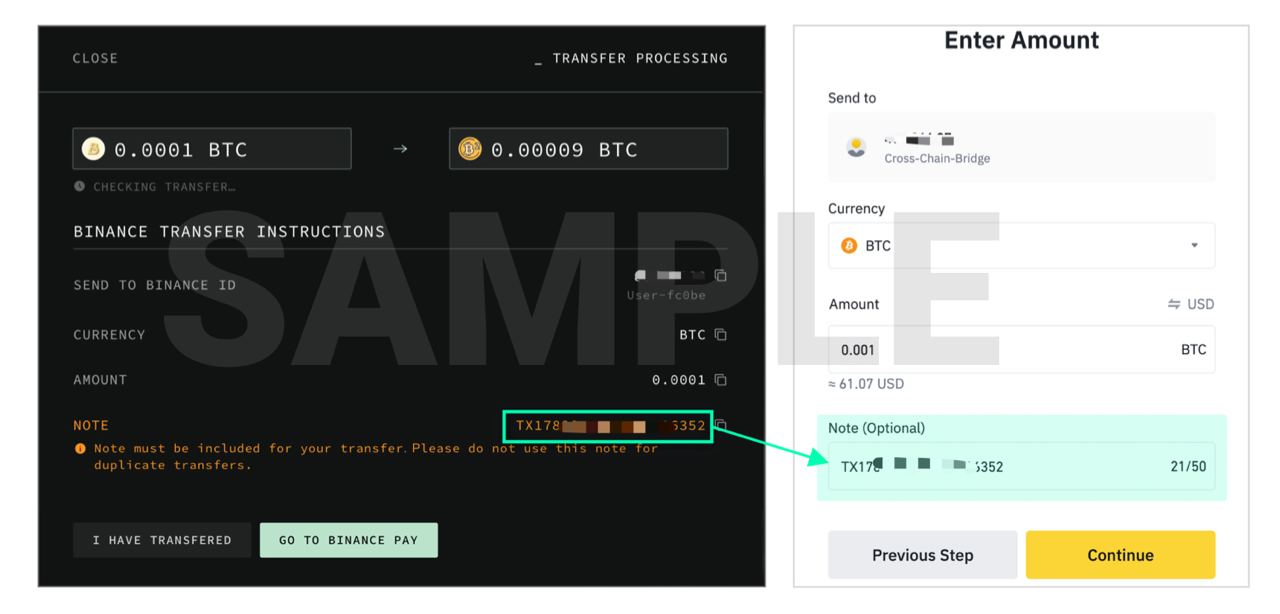 CLOSE
_ TRANSFER PROCESSING
0.0001 BTC
→
0.00009 BTC
CHECKING TRANSFER…
BINANCE TRANSFER INSTRUCTIONS
SEND TO BINANCE ID
User-fc0be
CURRENCY
BTC
AMOUNT
0.0001
NOTE
TX178 5352
Note must be included for your transfer. Please do not use this note for
duplicate transfers.
I HAVE TRANSFERED
GO TO BINANCE PAY
Enter Amount
Send to
Cross-Chain-Bridge
Currency
BTC
Amount
USD
0.001
BTC
≈ 61.07 USD
Note (Optional)
TX178 5352
21/50
Previous Step
Continue
SAMPLE